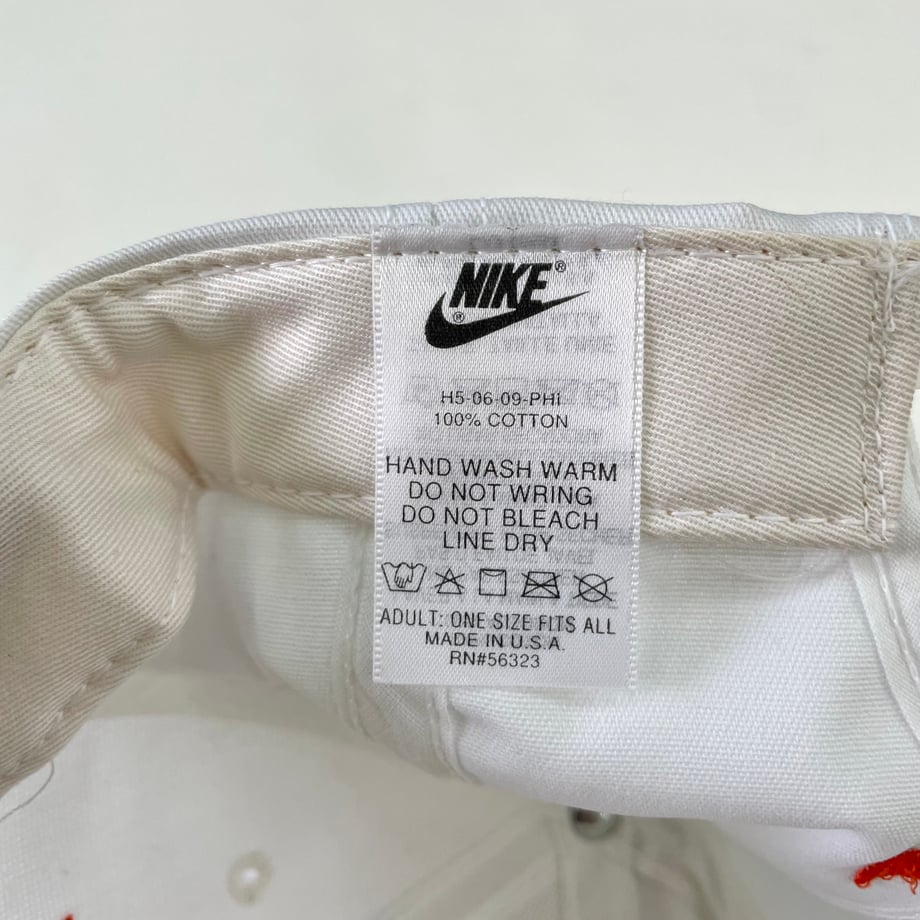 NIKE®
®
H5-06-09-PHI
100% COTTON
HAND WASH WARM
DO NOT WRING
DO NOT BLEACH
LINE DRY
ADULT: ONE SIZE FITS ALL
MADE IN U.S.A.
RN#56323